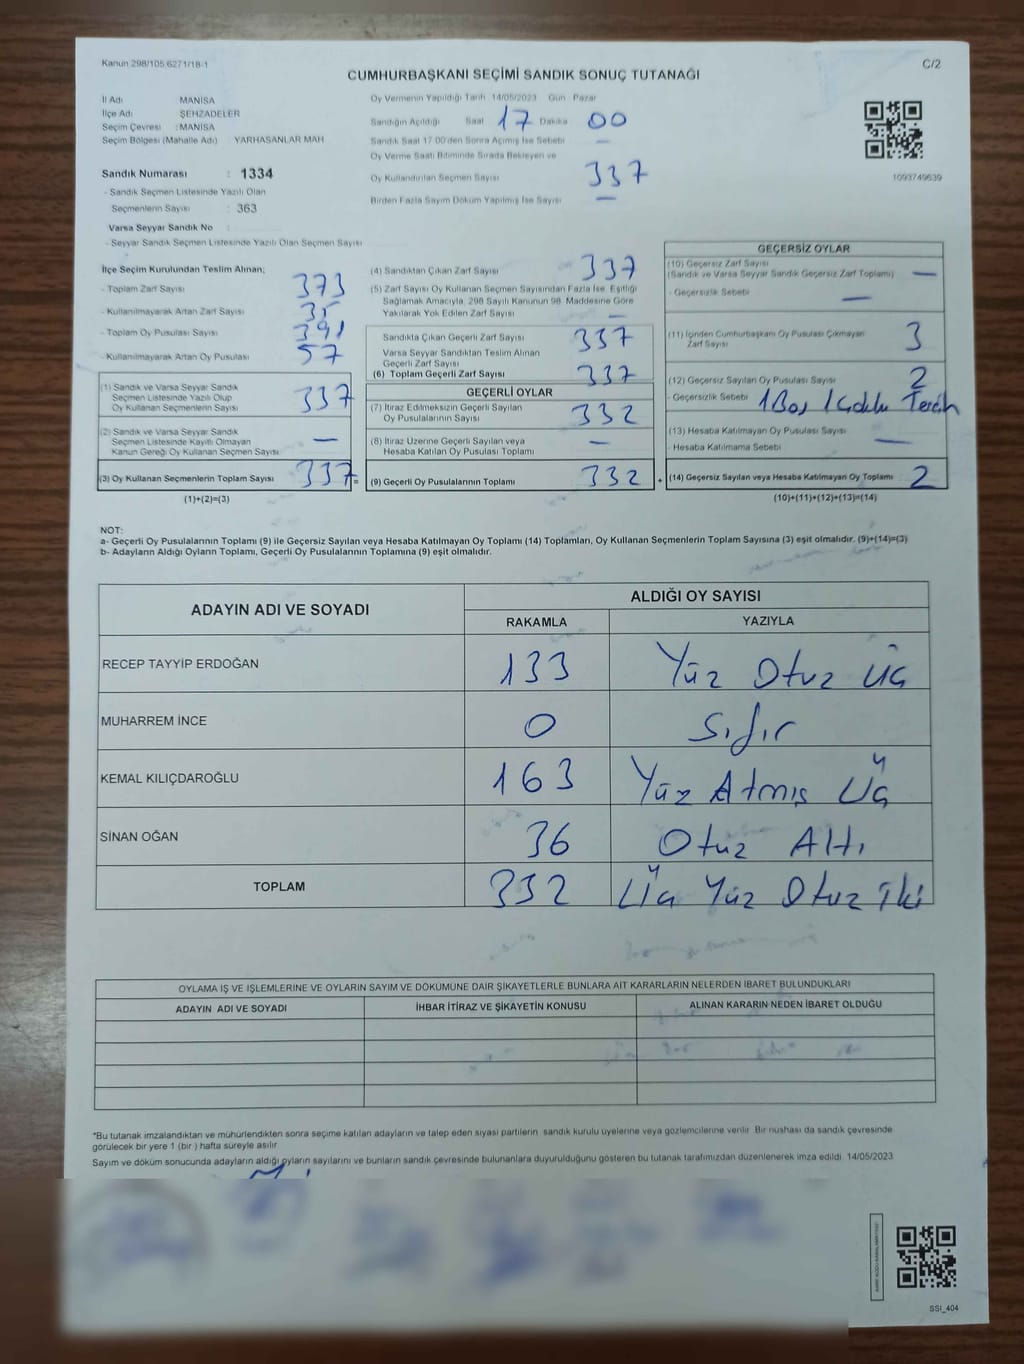 Kanun 298/105,6271/18-1
C/2
CUMHURBAŞKANI SEÇİMİ SANDIK SONUÇ TUTANAĞI
İl Adı MANİSA
İlçe Adı ŞEHZADELER
Seçim Çevresi : MANİSA
Seçim Bölgesi (Mahalle Adı) YARHASANLAR MAH
Sandık Numarası : 1334
- Sandık Seçmen Listesinde Yazılı Olan
Seçmenlerin Sayısı : 363
Varsa Seyyar Sandık No :
- Seyyar Sandık Seçmen Listesinde Yazılı Olan Seçmen Sayısı
Oy Vermenin Yapıldığı Tarih 14/05/2023 Gün Pazar
Sandığın Açıldığı Saat 17 Dakika 00
Sandık Saat 17.00'den Sonra Açılmış İse Sebebi —
Oy Verme Saati Bitiminde Sırada Bekleyen ve
Oy Kullandırılan Seçmen Sayısı 337
Birden Fazla Sayım Döküm Yapılmış İse Sayısı —
1093749639
İlçe Seçim Kurulundan Teslim Alınan;
- Toplam Zarf Sayısı 373
- Kullanılmayarak Artan Zarf Sayısı 35
- Toplam Oy Pusulası Sayısı 391
- Kullanılmayarak Artan Oy Pusulası 57
(1) Sandık ve Varsa Seyyar Sandık
Seçmen Listesinde Yazılı Olup
Oy Kullanan Seçmenlerin Sayısı 337
(2) Sandık ve Varsa Seyyar Sandık
Seçmen Listesinde Kayıtlı Olmayan
Kanun Gereği Oy Kullanan Seçmen Sayısı —
(3) Oy Kullanan Seçmenlerin Toplam Sayısı 337 =
(1)+(2)=(3)
(4) Sandıktan Çıkan Zarf Sayısı 337
(5) Zarf Sayısı Oy Kullanan Seçmen Sayısından Fazla İse, Eşitliği
Sağlamak Amacıyla, 298 Sayılı Kanunun 98. Maddesine Göre
Yakılarak Yok Edilen Zarf Sayısı —
Sandıkta Çıkan Geçerli Zarf Sayısı 337
Varsa Seyyar Sandıktan Teslim Alınan
Geçerli Zarf Sayısı
(6) Toplam Geçerli Zarf Sayısı 337
GEÇERLİ OYLAR
(7) İtiraz Edilmeksizin Geçerli Sayılan
Oy Pusulalarının Sayısı 332
(8) İtiraz Üzerine Geçerli Sayılan veya
Hesaba Katılan Oy Pusulası Toplamı —
(9) Geçerli Oy Pusulalarının Toplamı 332 +
GEÇERSİZ OYLAR
(10) Geçersiz Zarf Sayısı
(Sandık ve Varsa Seyyar Sandık Geçersiz Zarf Toplamı) —
- Geçersizlik Sebebi —
(11) İçinden Cumhurbaşkanı Oy Pusulası Çıkmayan
Zarf Sayısı 3
(12) Geçersiz Sayılan Oy Pusulası Sayısı 2
- Geçersizlik Sebebi 1 Boş 1 Çoklu Tercih
(13) Hesaba Katılmayan Oy Pusulası Sayısı —
- Hesaba Katılmama Sebebi
(14) Geçersiz Sayılan veya Hesaba Katılmayan Oy Toplamı 2
(10)+(11)+(12)+(13)=(14)
NOT:
a- Geçerli Oy Pusulalarının Toplamı (9) ile Geçersiz Sayılan veya Hesaba Katılmayan Oy Toplamı (14) Toplamları, Oy Kullanan Seçmenlerin Toplam Sayısına (3) eşit olmalıdır. (9)+(14)=(3)
b- Adayların Aldığı Oyların Toplamı, Geçerli Oy Pusulalarının Toplamına (9) eşit olmalıdır.
ADAYIN ADI VE SOYADI ALDIĞI OY SAYISI
RAKAMLA YAZIYLA
RECEP TAYYİP ERDOĞAN 133 Yüz Otuz Üç
MUHARREM İNCE 0 Sıfır
KEMAL KILIÇDAROĞLU 163 Yüz Atmış Üç
SİNAN OĞAN 36 Otuz Altı
TOPLAM 332 Üç Yüz Otuz İki
OYLAMA İŞ VE İŞLEMLERİNE VE OYLARIN SAYIM VE DÖKÜMÜNE DAİR ŞİKAYETLERLE BUNLARA AİT KARARLARIN NELERDEN İBARET BULUNDUKLARI
ADAYIN ADI VE SOYADI İHBAR İTİRAZ VE ŞİKAYETİN KONUSU ALINAN KARARIN NEDEN İBARET OLDUĞU
*Bu tutanak imzalandıktan ve mühürlendikten sonra seçime katılan adayların ve talep eden siyasi partilerin sandık kurulu üyelerine veya gözlemcilerine verilir. Bir nüshası da sandık çevresinde
görülecek bir yere 1 (bir ) hafta süreyle asılır
Sayım ve döküm sonucunda adayların aldığı oyların sayılarını ve bunların sandık çevresinde bulunanlara duyurulduğunu gösteren bu tutanak tarafımızdan düzenlenerek imza edildi. 14/05/2023
SSI_404